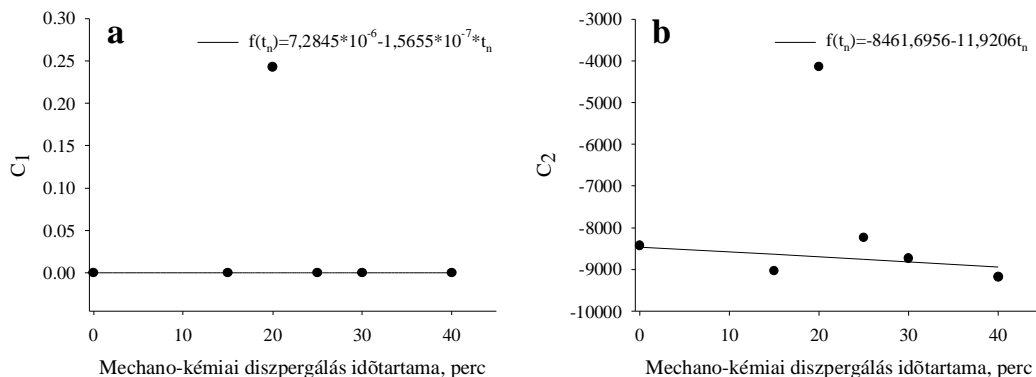 a
f(tn)=7,2845*10-6-1,5655*10-7*tn
0.30
0.25
0.20
0.15
0.10
0.05
0.00
C1
0 10 20 30 40
Mechano-kémiai diszpergálás idõtartama, perc
b
f(tn)=-8461,6956-11,9206tn
-3000
-4000
-5000
-6000
-7000
-8000
-9000
-10000
C2
0 10 20 30 40
Mechano-kémiai diszpergálás idõtartama, perc